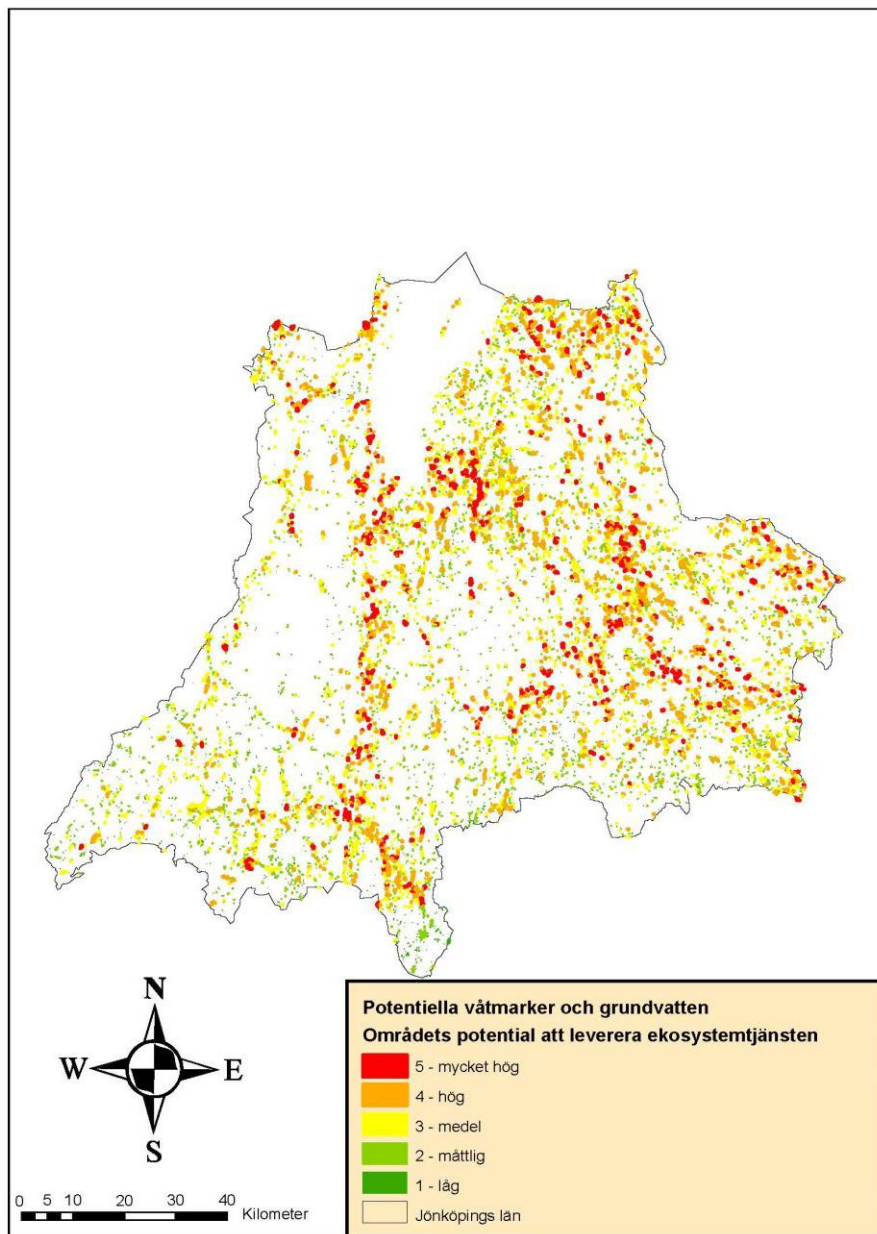 N
W E
S
0 5 10 20 30 40
Kilometer
Potentiella våtmarker och grundvatten
Områdets potential att leverera ekosystemtjänsten
5 - mycket hög
4 - hög
3 - medel
2 - måttlig
1 - låg
Jönköpings län